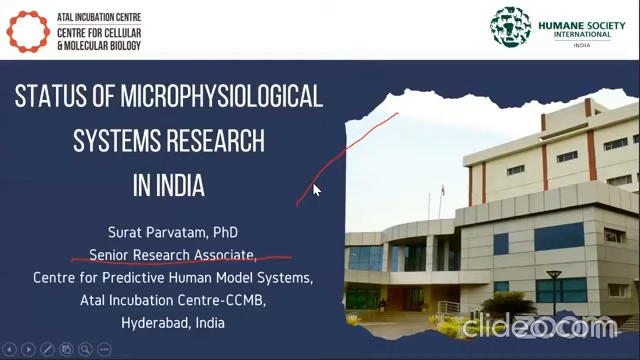 ATAL INCUBATION CENTRE
CENTRE FOR CELLULAR
& MOLECULAR BIOLOGY
HUMANE SOCIETY
INTERNATIONAL
INDIA
STATUS OF MICROPHYSIOLOGICAL
SYSTEMS RESEARCH
IN INDIA
Surat Parvatam, PhD
Senior Research Associate,
Centre for Predictive Human Model Systems,
Atal Incubation Centre-CCMB,
Hyderabad, India
clideo.com